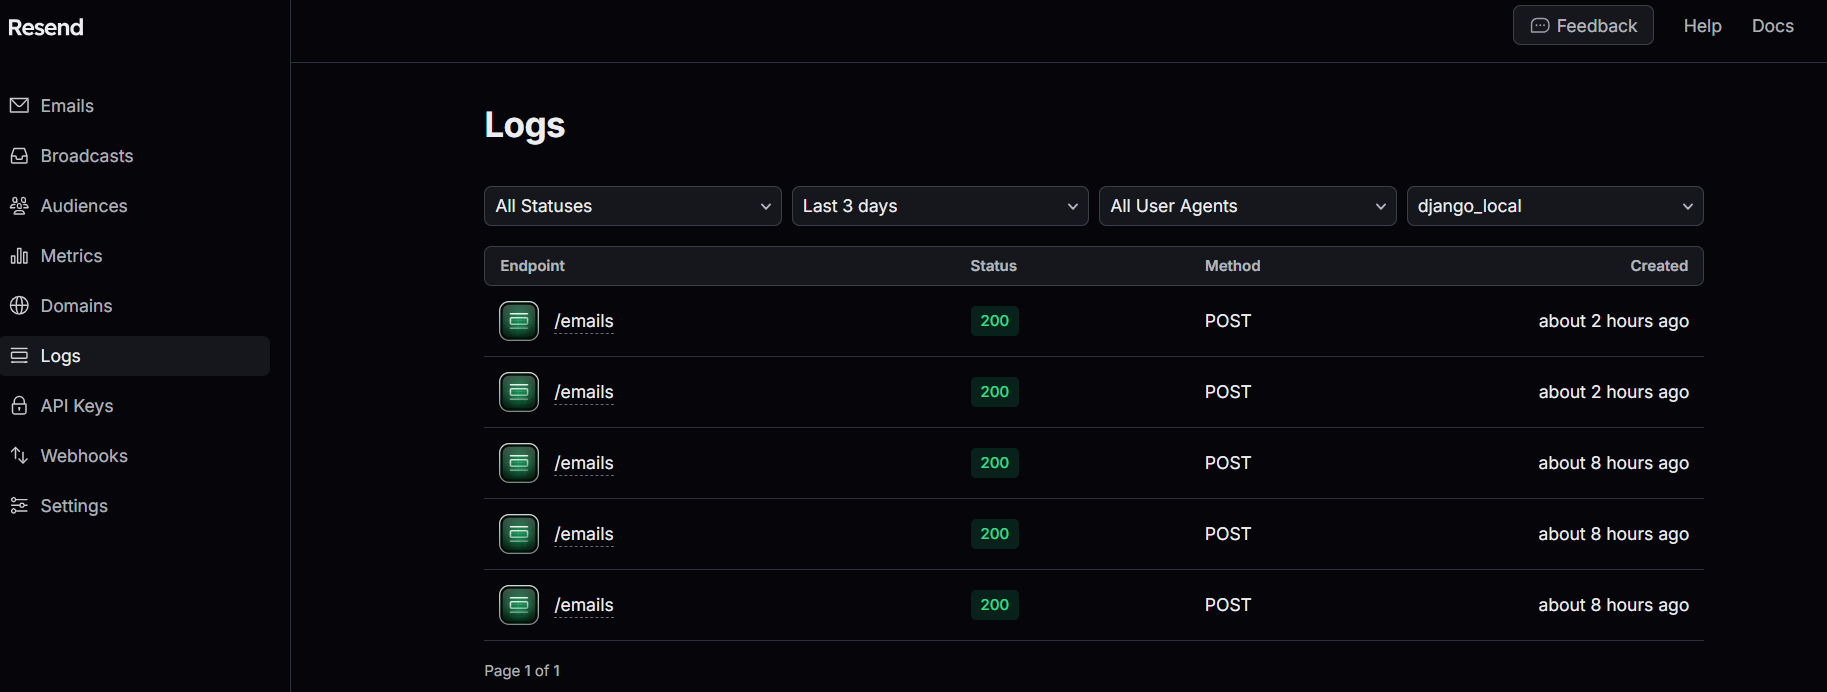 Resend
Feedback
Help
Docs
Emails
Broadcasts
Audiences
Metrics
Domains
Logs
API Keys
Webhooks
Settings
Logs
All Statuses
Last 3 days
All User Agents
django_local
Endpoint Status Method Created
/emails 200 POST about 2 hours ago
/emails 200 POST about 2 hours ago
/emails 200 POST about 8 hours ago
/emails 200 POST about 8 hours ago
/emails 200 POST about 8 hours ago
Page 1 of 1